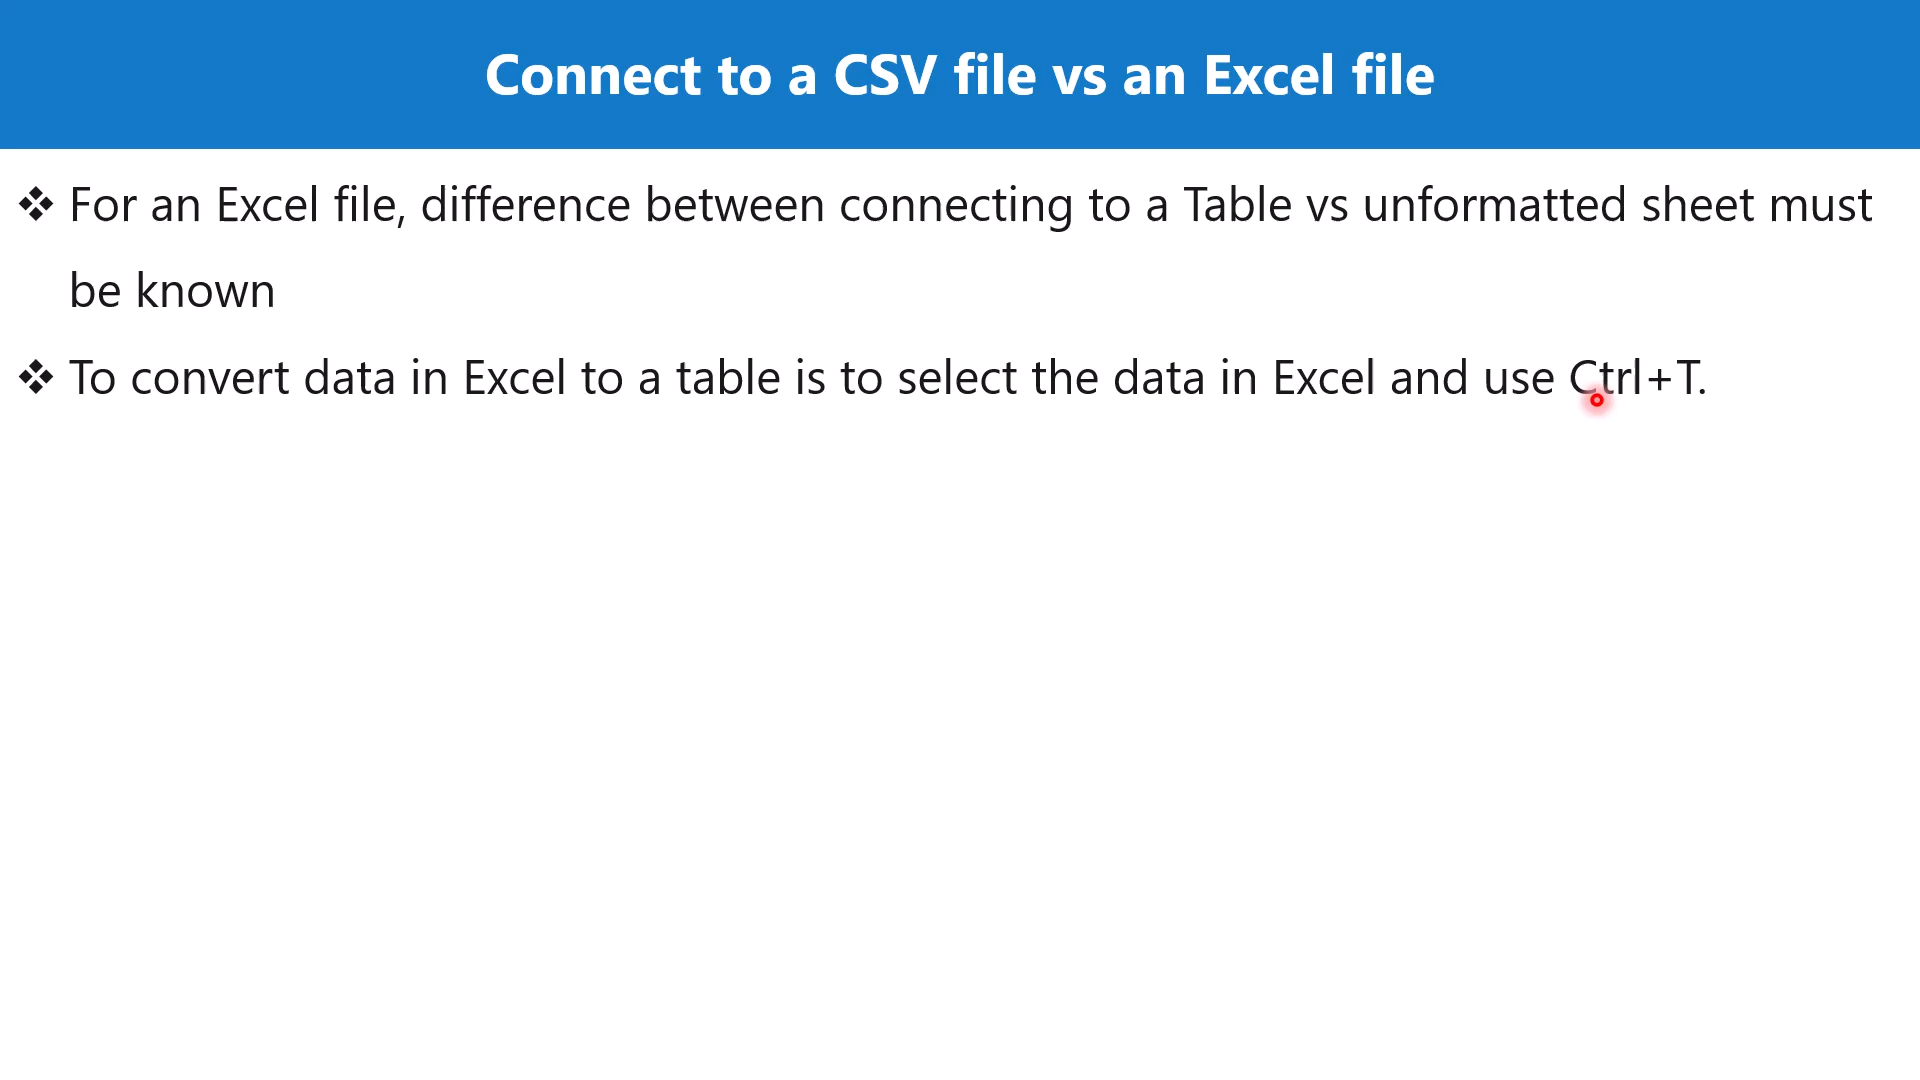 Connect to a CSV file vs an Excel file
❖ For an Excel file, difference between connecting to a Table vs unformatted sheet must
be known
❖ To convert data in Excel to a table is to select the data in Excel and use Ctrl+T.